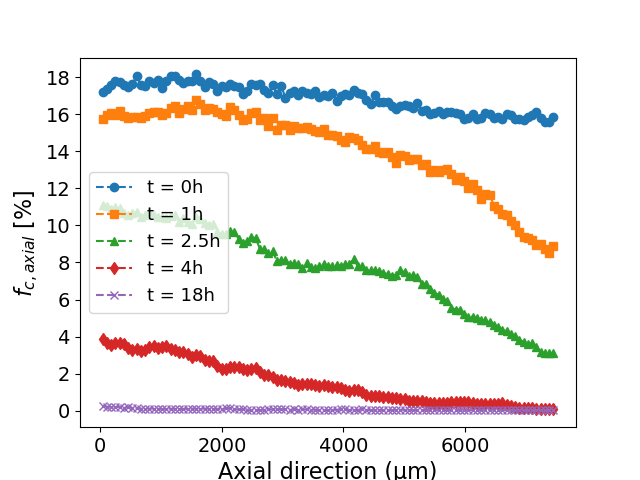 18
16
14
12
10
8
6
4
2
0
f_{c,axial} [%]
t = 0h
t = 1h
t = 2.5h
t = 4h
t = 18h
0 2000 4000 6000
Axial direction (μm)